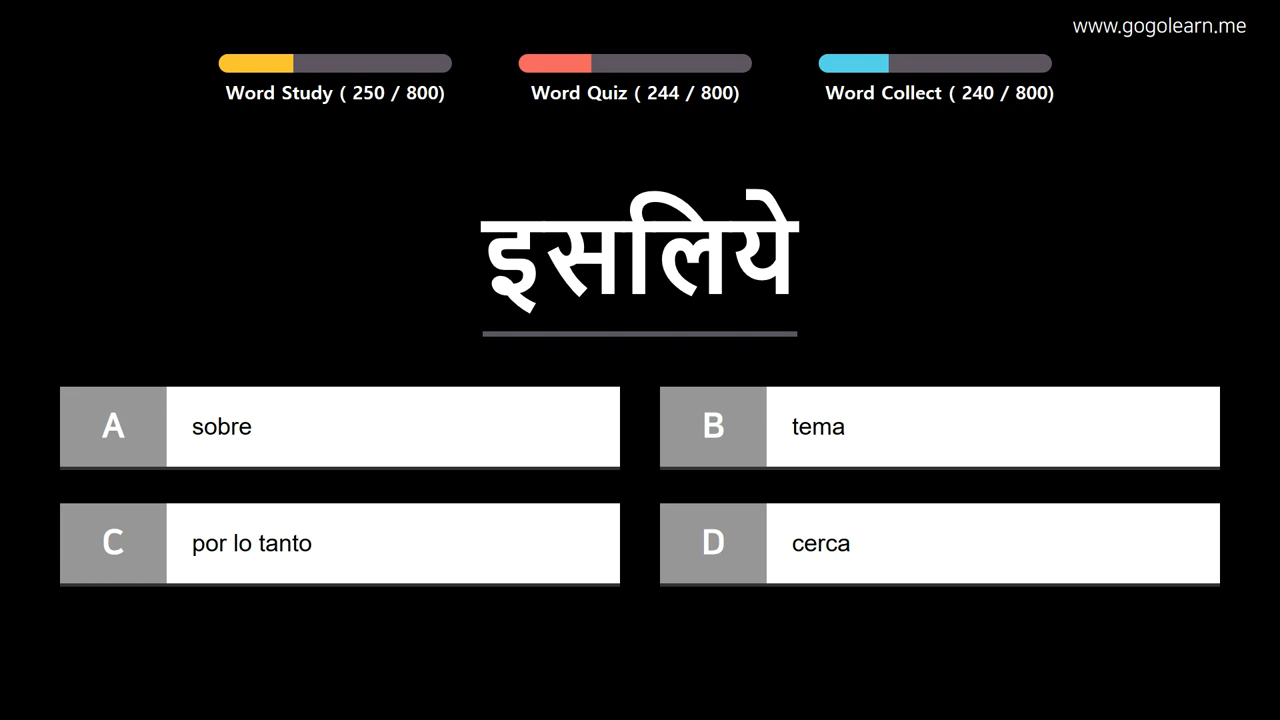 www.gogolearn.me
Word Study ( 250 / 800)
Word Quiz ( 244 / 800)
Word Collect ( 240 / 800)
इसलिये
A sobre
B tema
C por lo tanto
D cerca